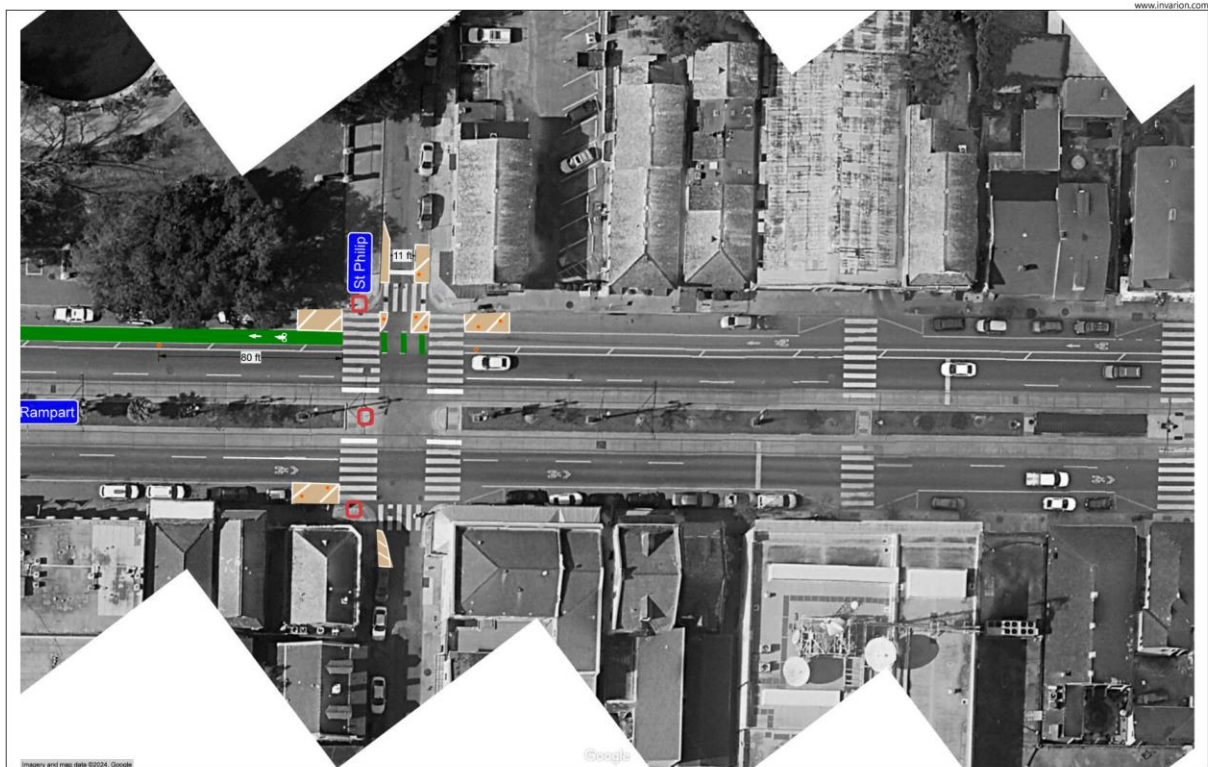 www.invarion.com
St Philip
11 ft
80 ft
Rampart
Google
Imagery and map data ©2024, Google